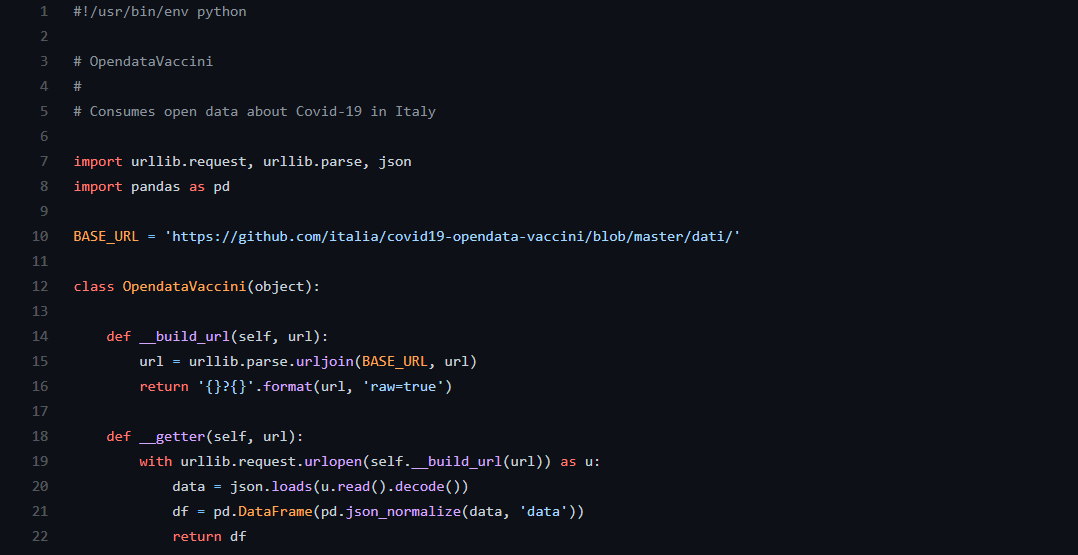 1 #!/usr/bin/env python
2
3 # OpendataVaccini
4 #
5 # Consumes open data about Covid-19 in Italy
6
7 import urllib.request, urllib.parse, json
8 import pandas as pd
9
10 BASE_URL = 'https://github.com/italia/covid19-opendata-vaccini/blob/master/dati/'
11
12 class OpendataVaccini(object):
13
14     def __build_url(self, url):
15         url = urllib.parse.urljoin(BASE_URL, url)
16         return '{}?{}'.format(url, 'raw=true')
17
18     def __getter(self, url):
19         with urllib.request.urlopen(self.__build_url(url)) as u:
20             data = json.loads(u.read().decode())
21             df = pd.DataFrame(pd.json_normalize(data, 'data'))
22             return df